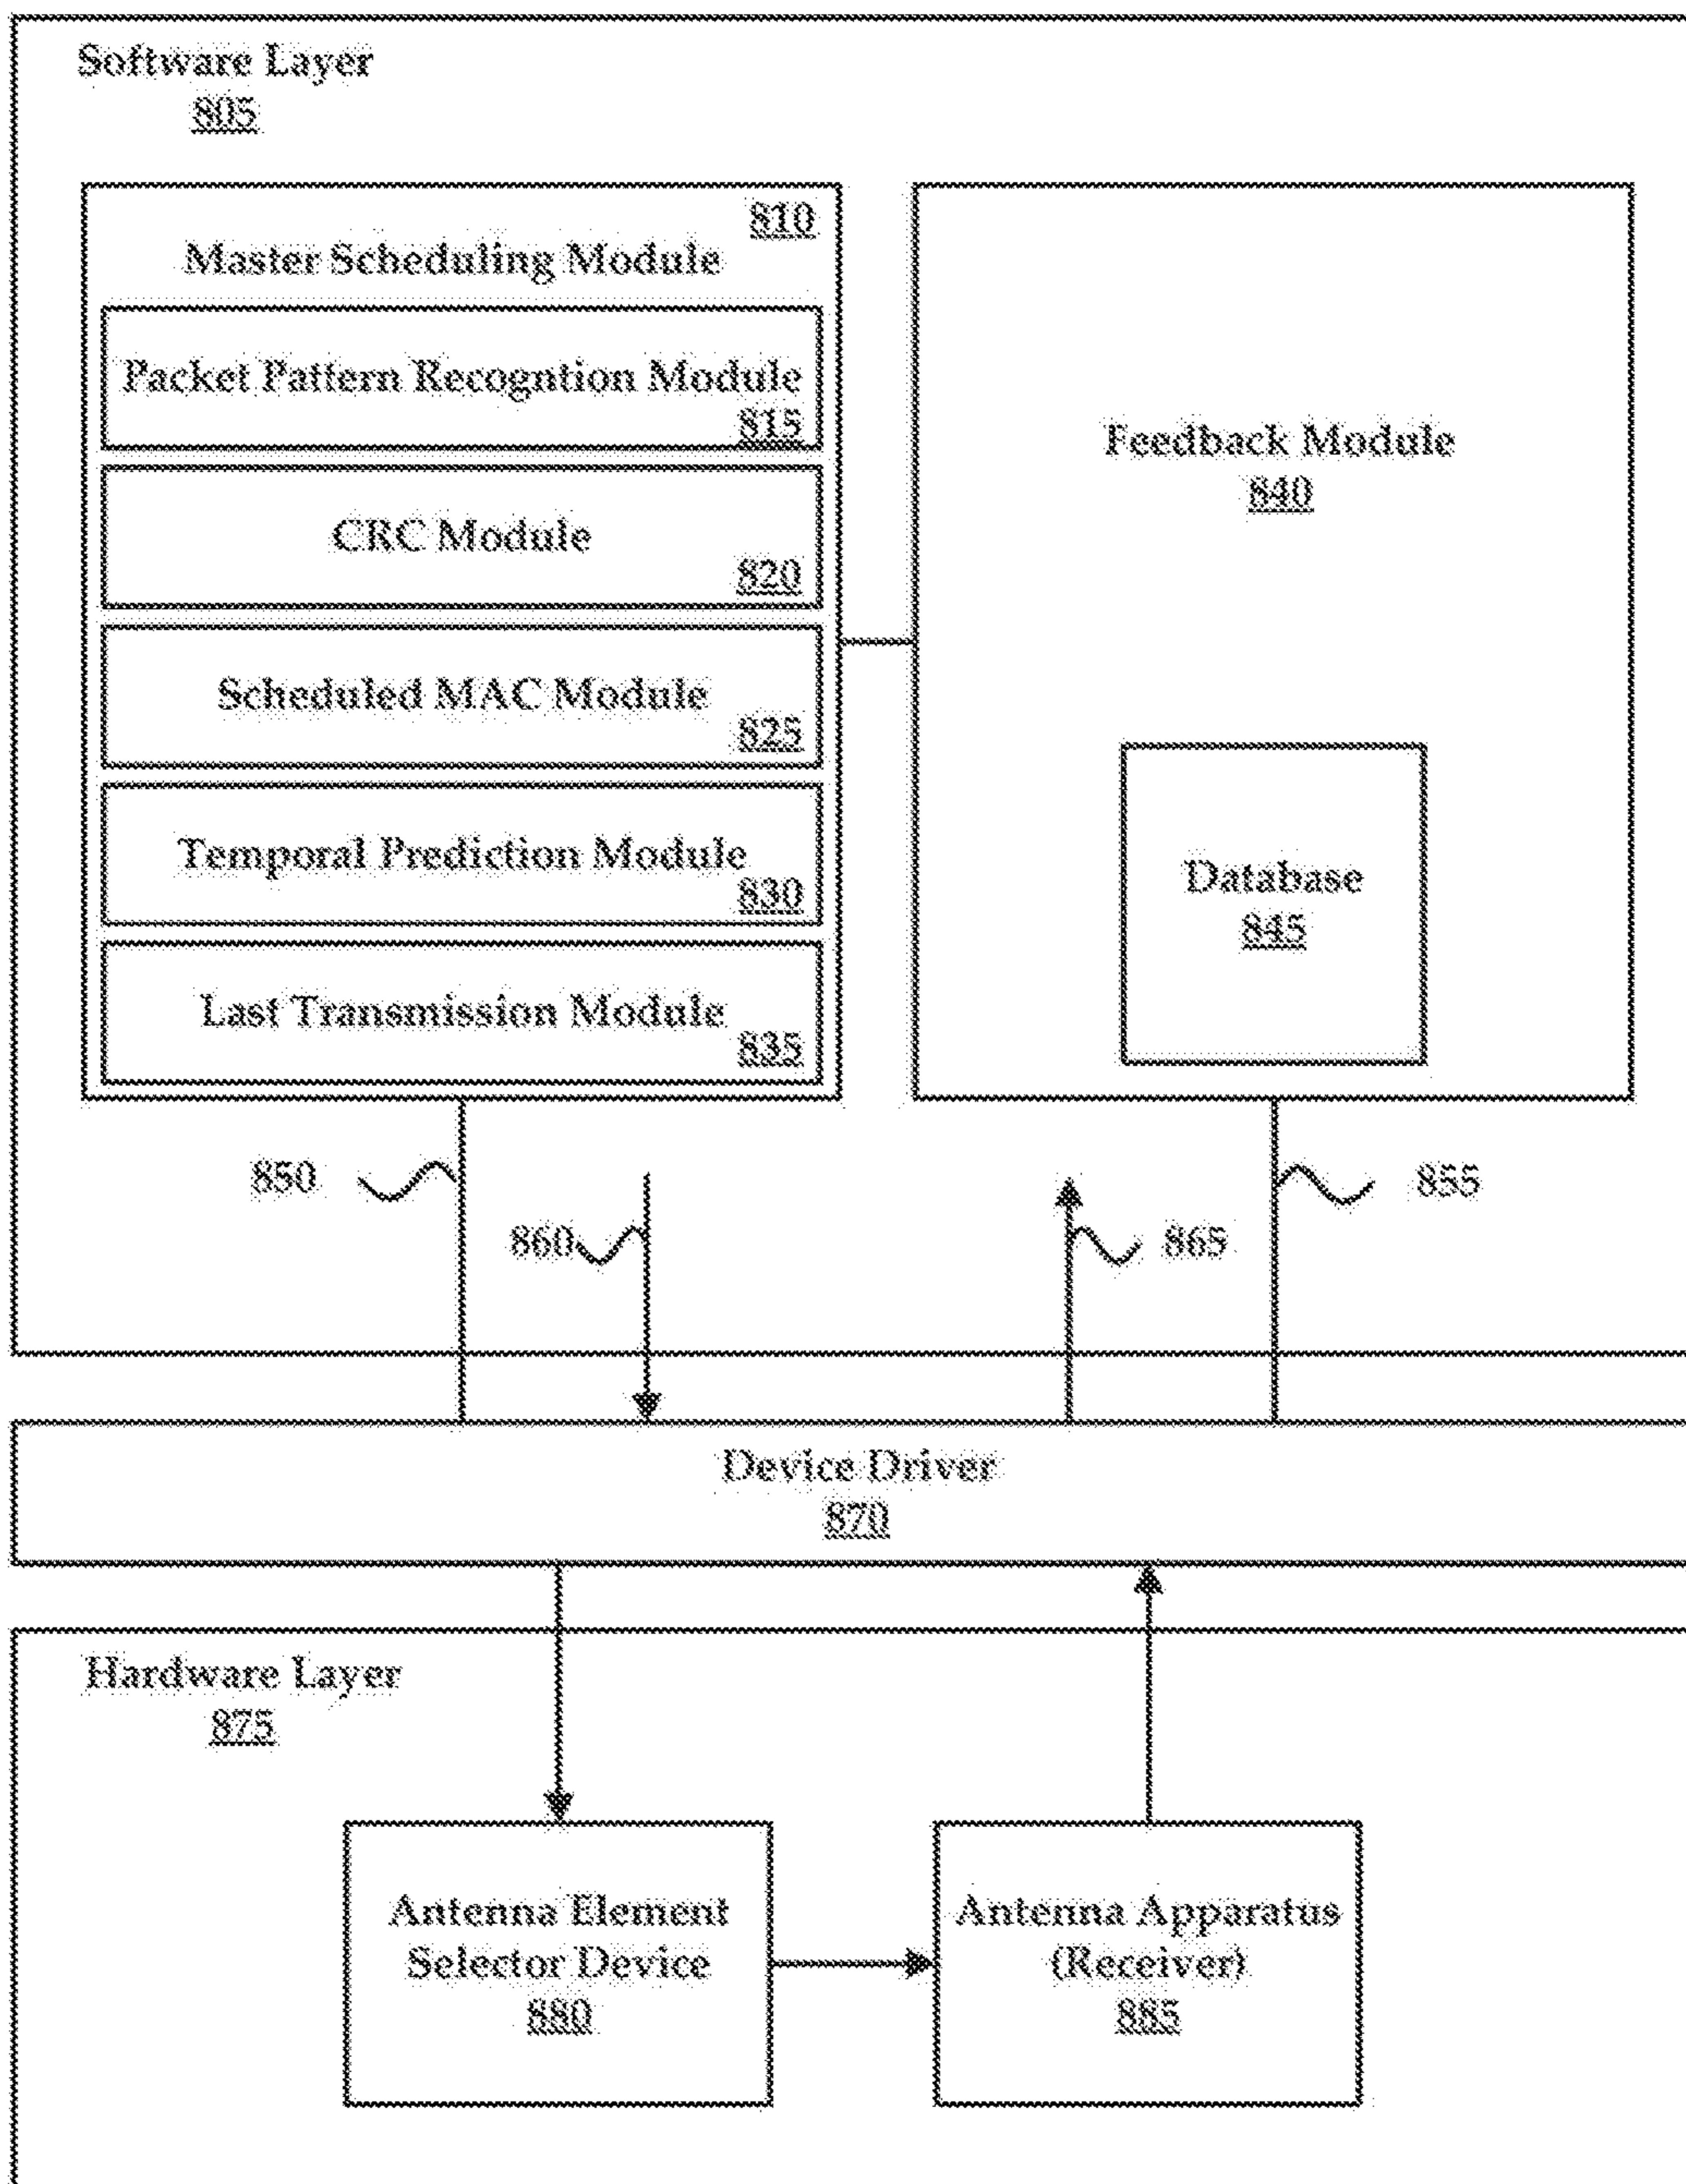 Software Layer
805
810
Master Scheduling Module
Packet Pattern Recogntion Module
815
CRC Module
820
Scheduled MAC Module
825
Temporal Prediction Module
830
Last Transmission Module
835
Feedback Module
840
Database
845
850
860
865
855
Device Driver
870
Hardware Layer
875
Antenna Element
Selector Device
880
Antenna Apparatus
(Receiver)
885